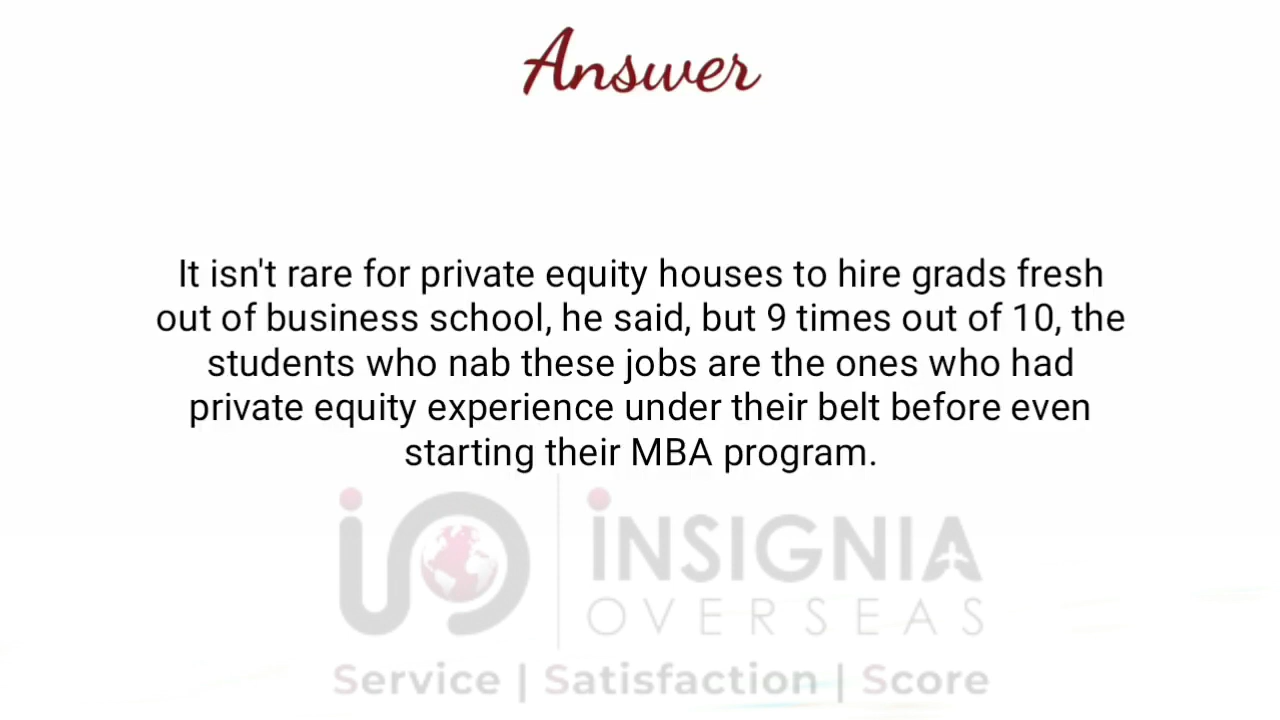 Answer
It isn't rare for private equity houses to hire grads fresh
out of business school, he said, but 9 times out of 10, the
students who nab these jobs are the ones who had
private equity experience under their belt before even
starting their MBA program.
iNSIGNIA
OVERSEAS
Service | Satisfaction | Score